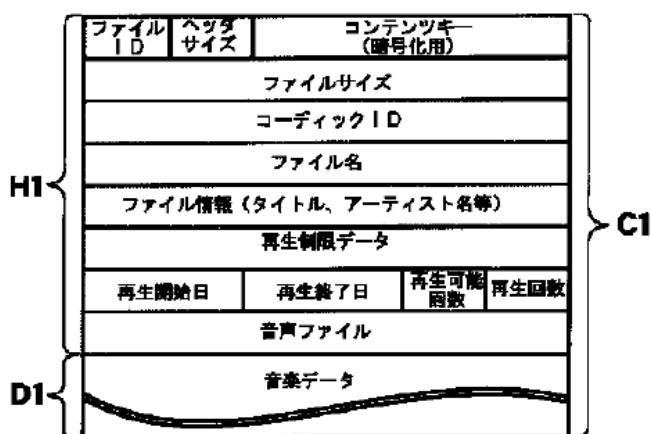 ファイル ID
ヘッダ サイズ
コンテンツキー
(暗号化用)
ファイルサイズ
コーディックID
ファイル名
H1
ファイル情報(タイトル、アーティスト名等)
C1
再生制限データ
再生開始日
再生終了日
再生可能 回数
再生回数
音声ファイル
D1
音楽データ